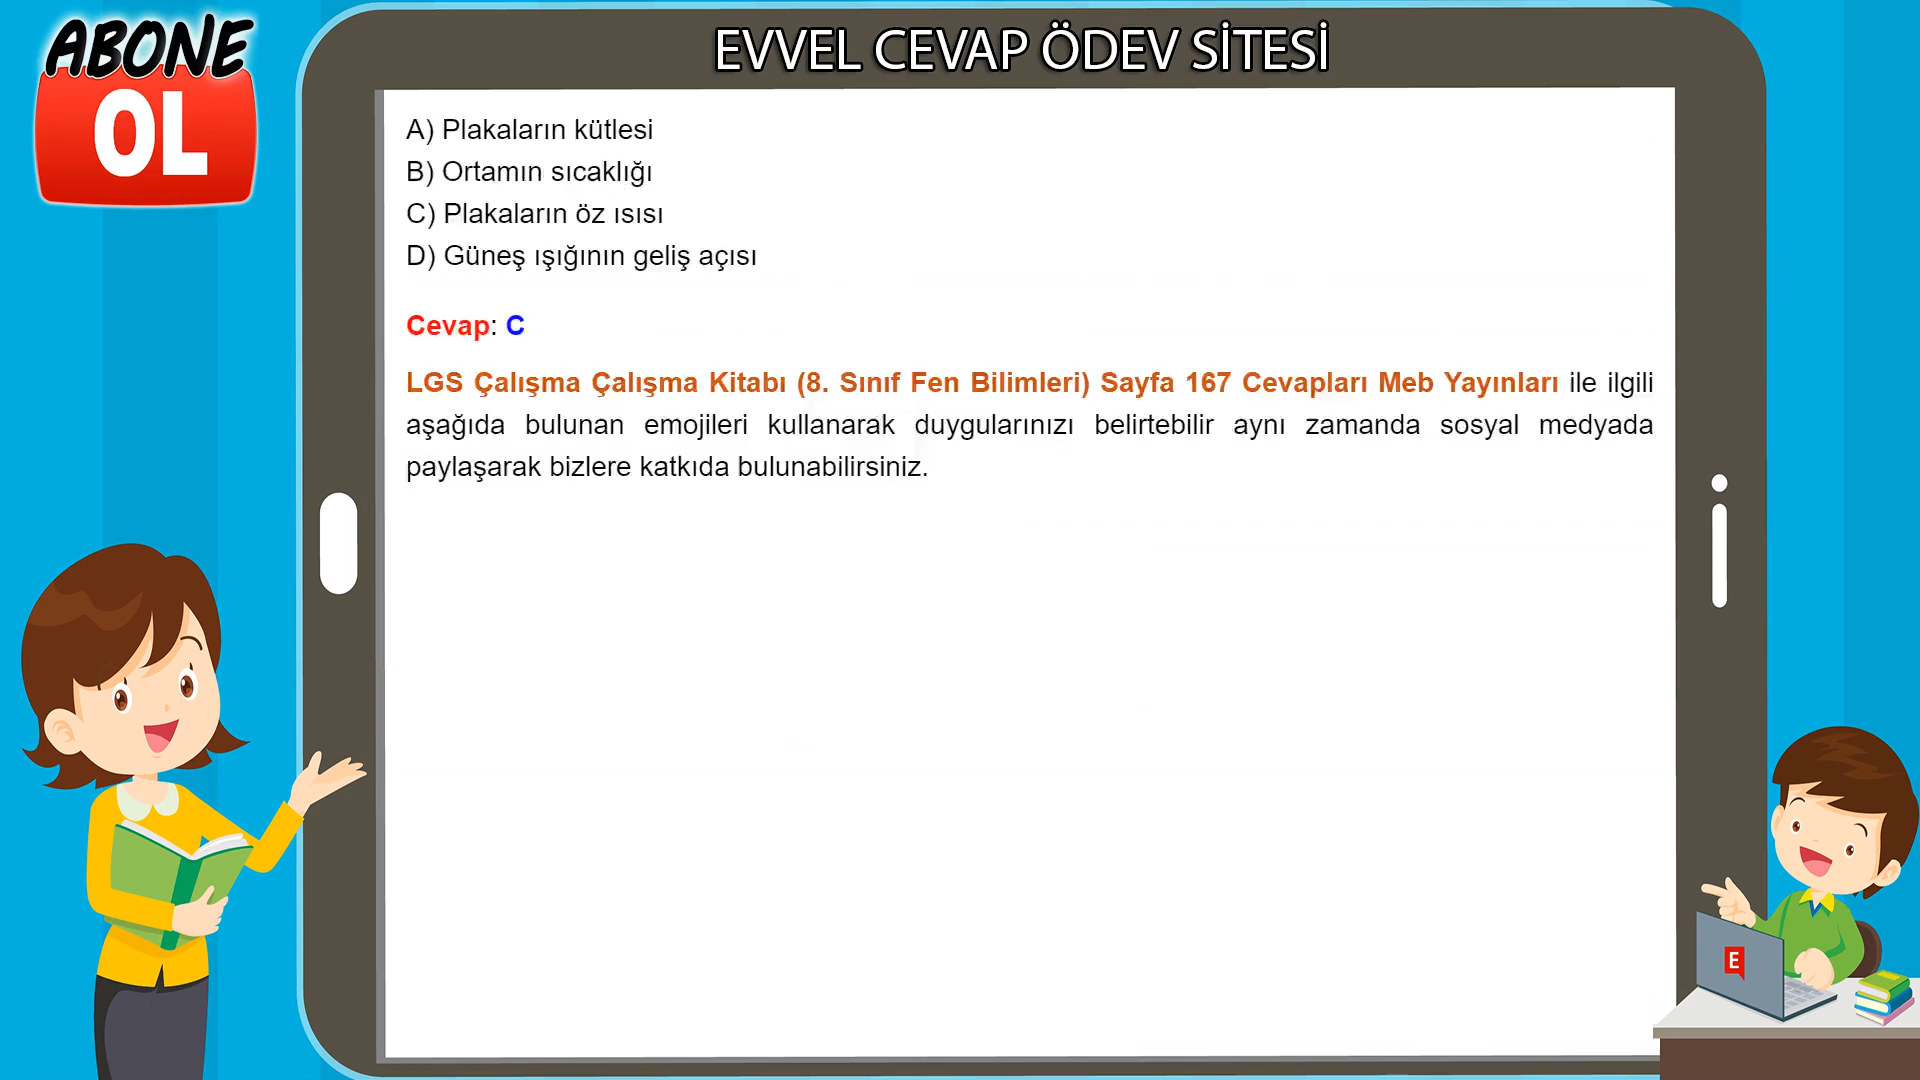 ABONE
OL
EVVEL CEVAP ÖDEV SİTESİ
A) Plakaların kütlesi
B) Ortamın sıcaklığı
C) Plakaların öz ısısı
D) Güneş ışığının geliş açısı
Cevap: C
LGS Çalışma Çalışma Kitabı (8. Sınıf Fen Bilimleri) Sayfa 167 Cevapları Meb Yayınları ile ilgili
aşağıda bulunan emojileri kullanarak duygularınızı belirtebilir aynı zamanda sosyal medyada
paylaşarak bizlere katkıda bulunabilirsiniz.
E